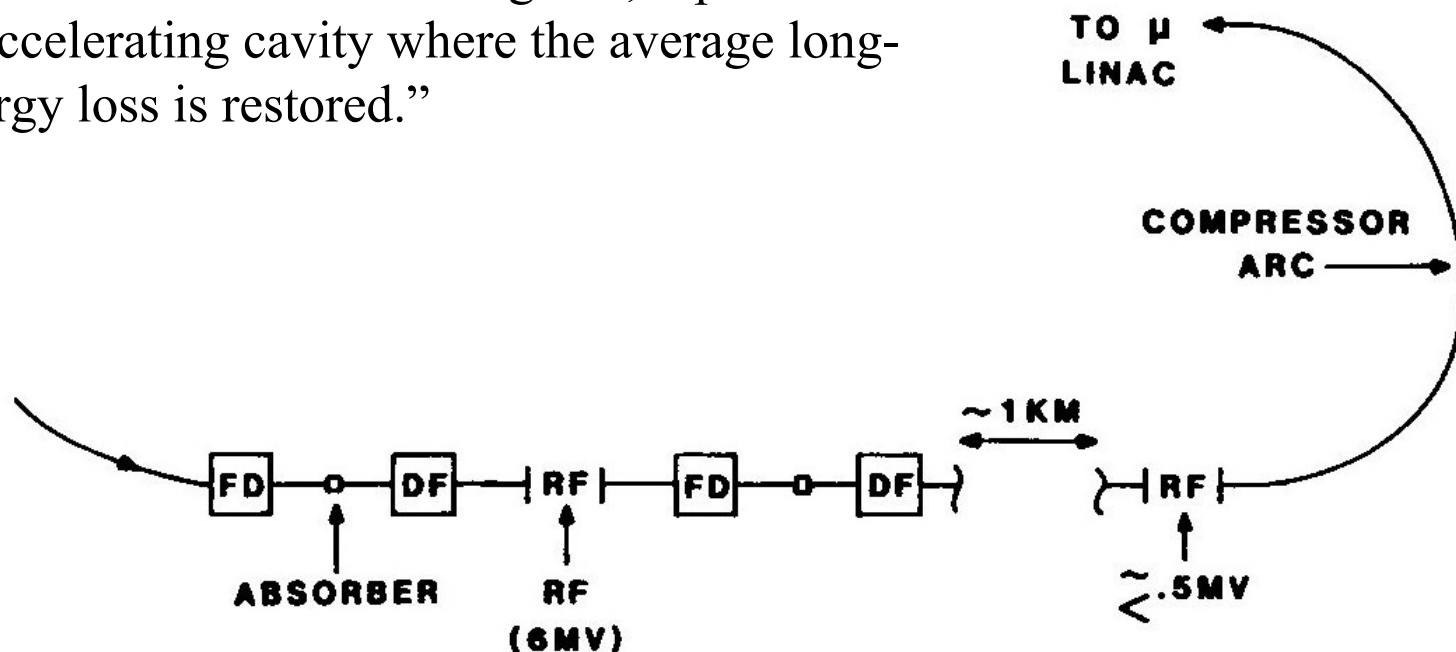 ccelerating cavity where the average long-
rgy loss is restored.”
TO μ
LINAC
COMPRESSOR
ARC
~1KM
FD DF RF FD DF RF
ABSORBER RF ~<.5MV
(6MV)